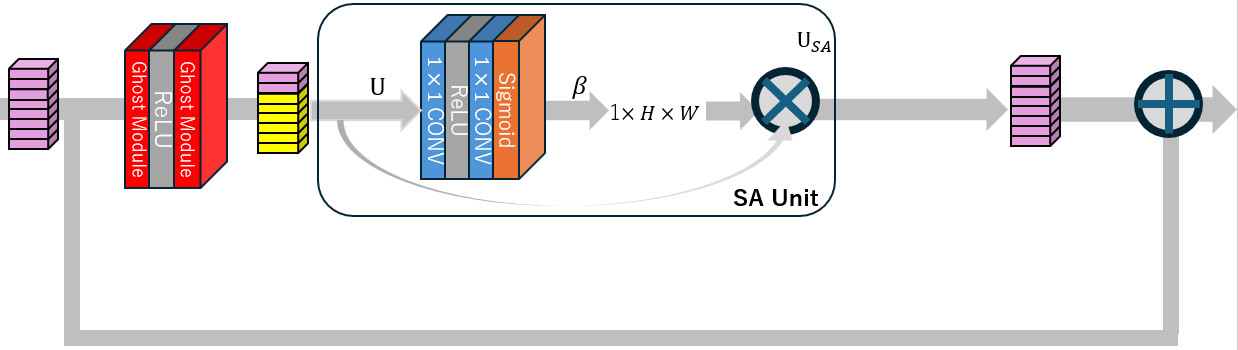 Ghost Module
ReLU
Ghost Module
U
1×1 CONV
ReLU
1×1 CONV
Sigmoid
β
1× H × W
U_SA
SA Unit